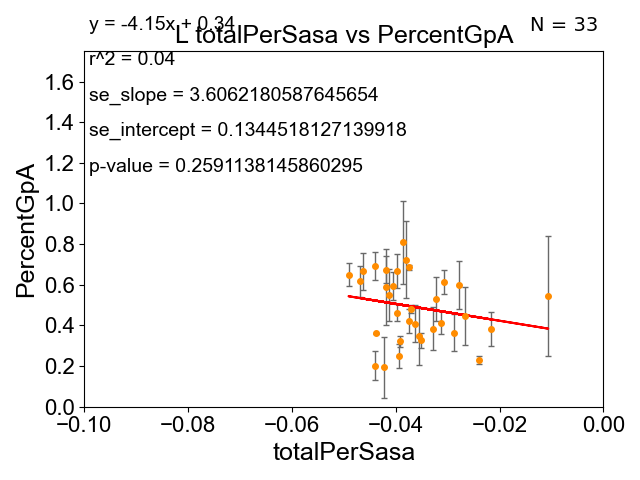 y = -4.15x + 0.34
N = 33
L totalPerSasa vs PercentGpA
r^2 = 0.04
se_slope = 3.6062180587645654
se_intercept = 0.1344518127139918
p-value = 0.2591138145860295
PercentGpA
1.6
1.4
1.2
1.0
0.8
0.6
0.4
0.2
0.0
−0.10
−0.08
−0.06
−0.04
−0.02
0.00
totalPerSasa